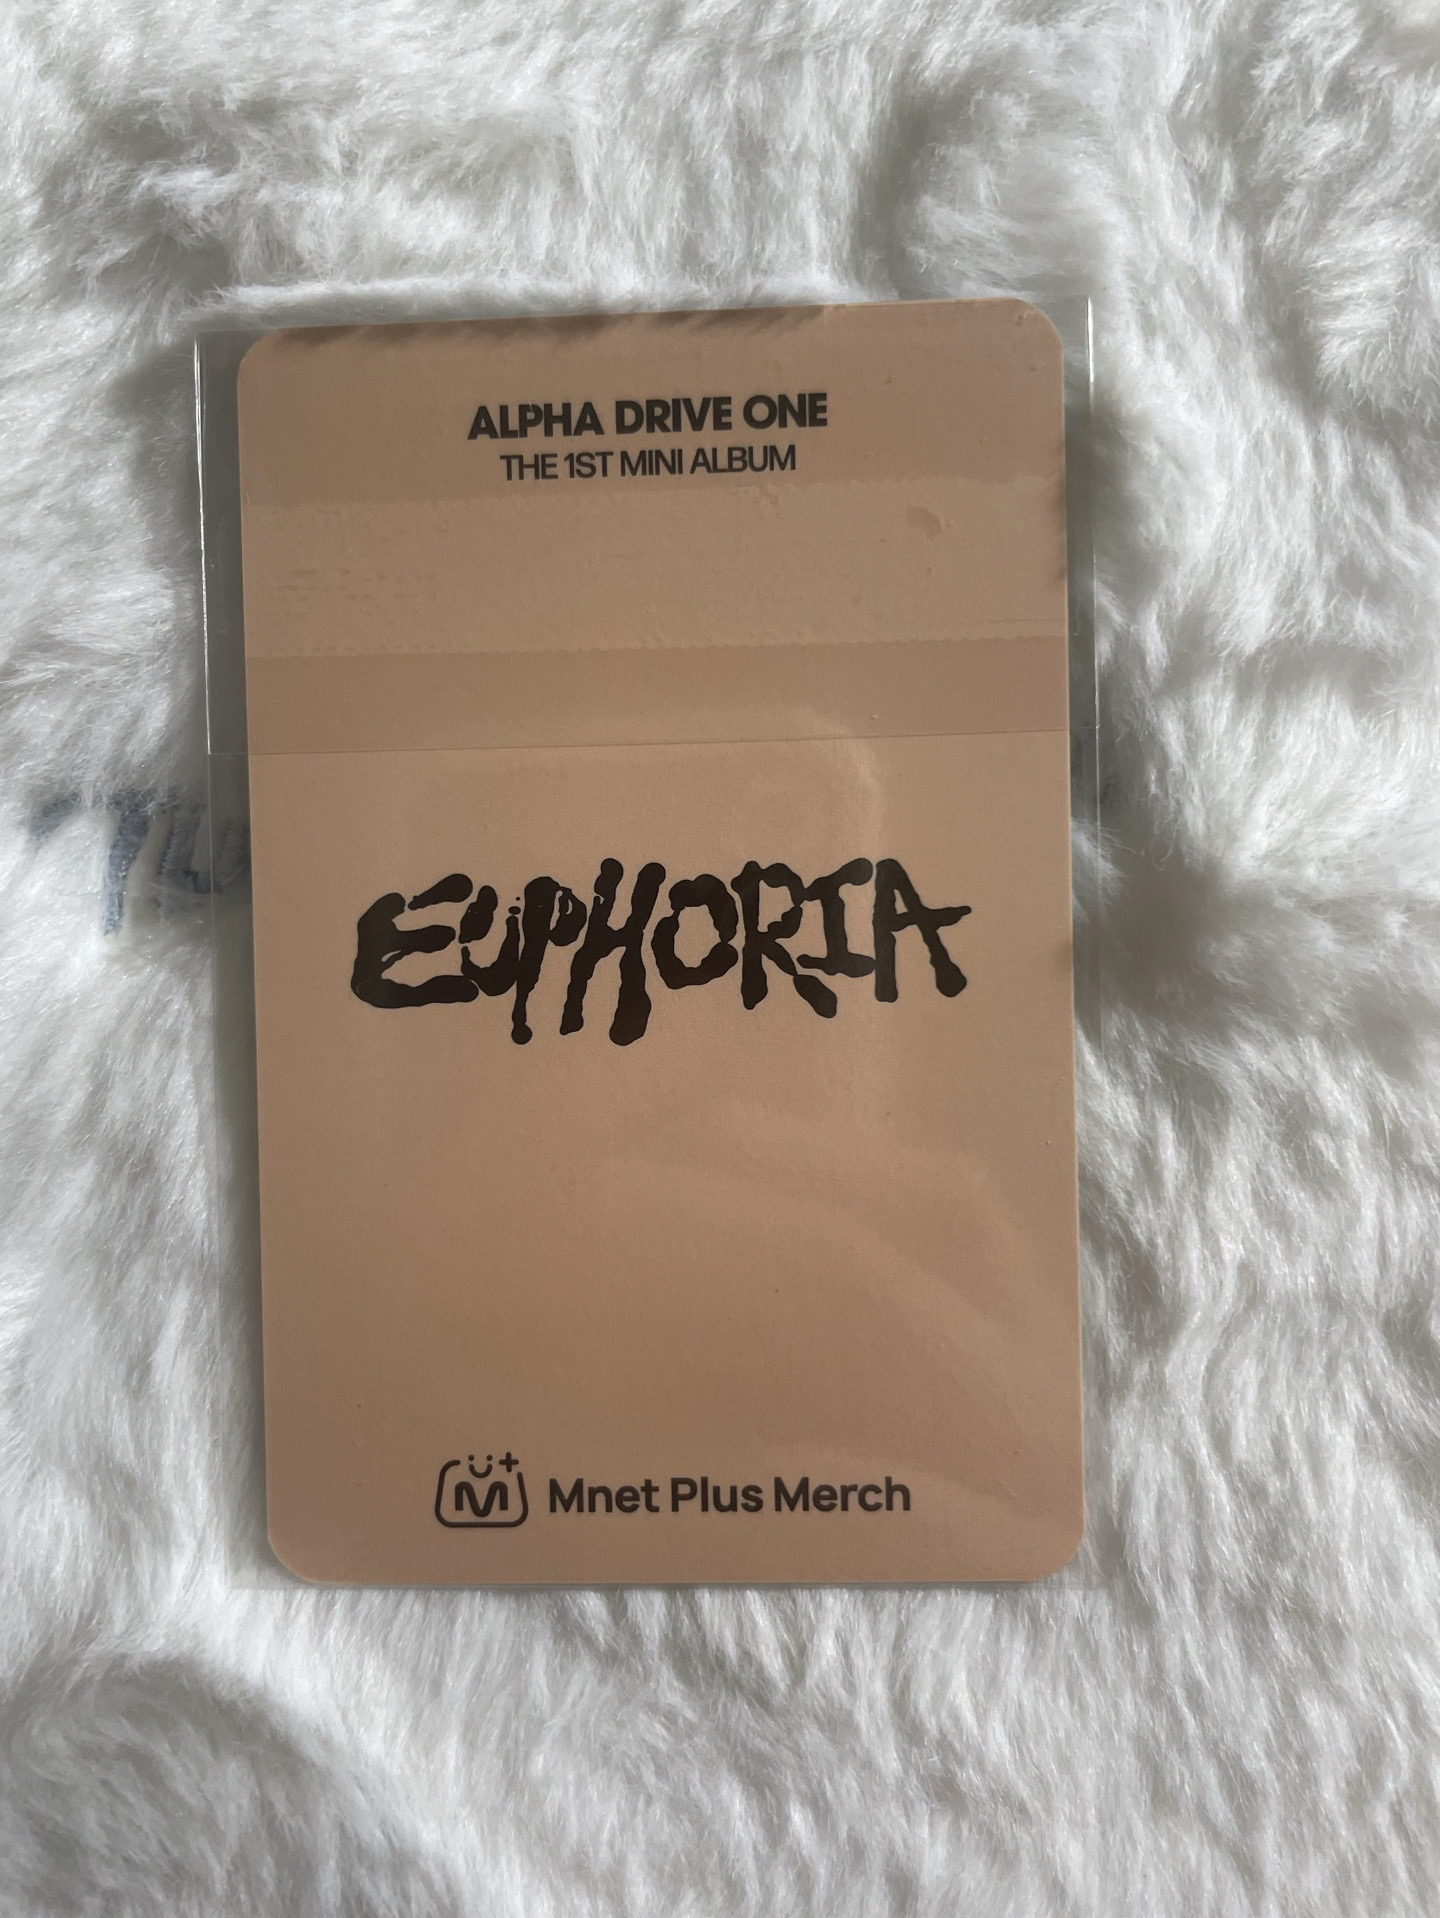 ALPHA DRIVE ONE
THE 1ST MINI ALBUM
EUPHORIA
Mnet Plus Merch